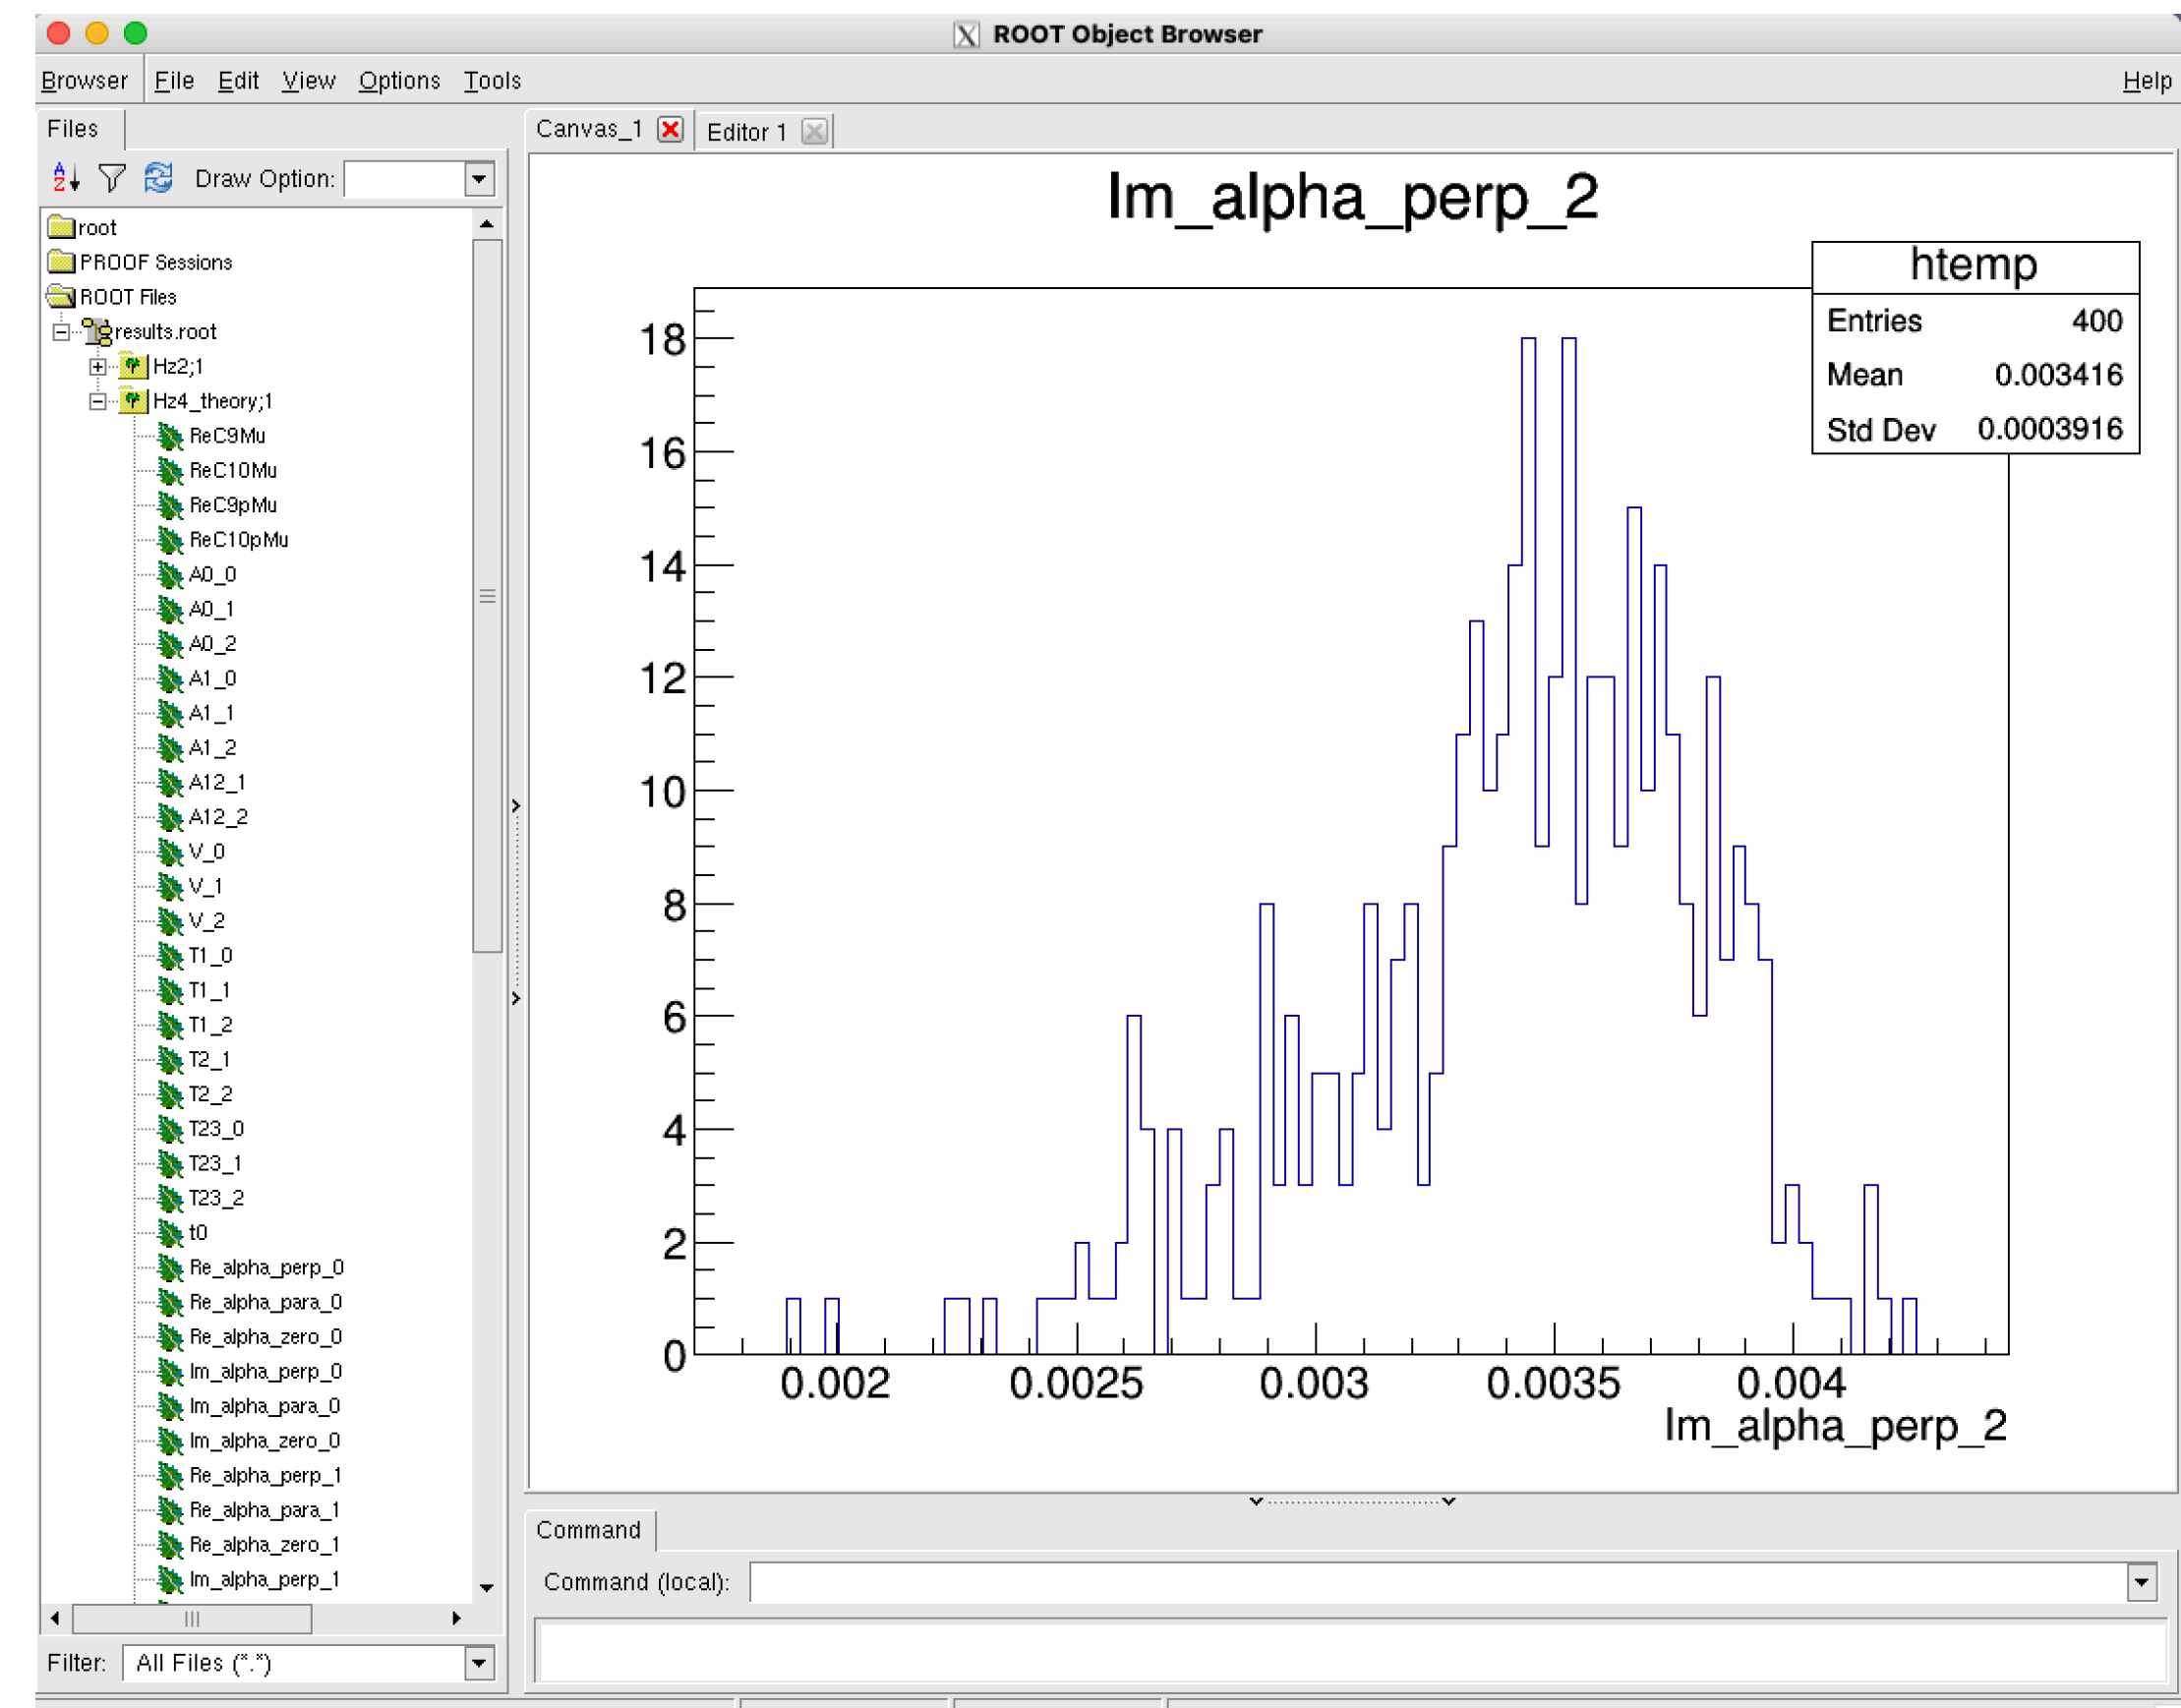 ROOT Object Browser
Browser File Edit View Options Tools Help
Files
Draw Option:
root
PROOF Sessions
ROOT Files
results.root
Hz2;1
Hz4_theory;1
ReC9Mu
ReC10Mu
ReC9pMu
ReC10pMu
A0_0
A0_1
A0_2
A1_0
A1_1
A1_2
A12_1
A12_2
V_0
V_1
V_2
T1_0
T1_1
T1_2
T2_1
T2_2
T23_0
T23_1
T23_2
t0
Re_alpha_perp_0
Re_alpha_para_0
Re_alpha_zero_0
Im_alpha_perp_0
Im_alpha_para_0
Im_alpha_zero_0
Re_alpha_perp_1
Re_alpha_para_1
Re_alpha_zero_1
Im_alpha_perp_1
Filter: All Files (*.*)
Canvas_1 Editor 1
Im_alpha_perp_2
htemp
Entries 400
Mean 0.003416
Std Dev 0.0003916
18
16
14
12
10
8
6
4
2
0
0.002 0.0025 0.003 0.0035 0.004
Im_alpha_perp_2
Command
Command (local):